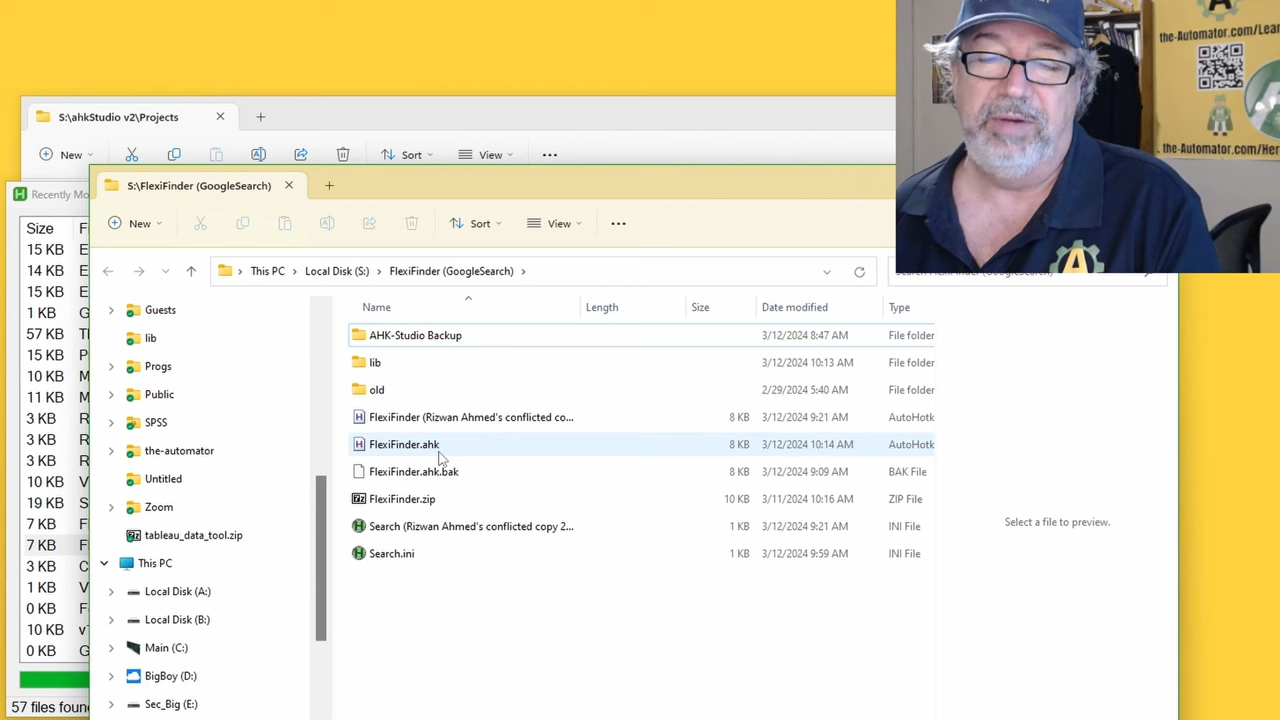 the-Automator.com/Lea
the-Automator.com/Her
A
S:\ahkStudio v2\Projects
New
Sort
View
Recently Mo
S:\FlexiFinder (GoogleSearch)
New
Sort
View
This PC
Local Disk (S:)
FlexiFinder (GoogleSearch)
Size F
15 KB E
14 KB E
15 KB E
1 KB G
57 KB T
15 KB P
10 KB M
11 KB M
3 KB R
3 KB R
3 KB R
10 KB V
19 KB S
7 KB F
7 KB F
3 KB C
1 KB V
0 KB F
10 KB v
0 KB G
57 files found
Guests
lib
Progs
Public
SPSS
the-automator
Untitled
Zoom
tableau_data_tool.zip
This PC
Local Disk (A:)
Local Disk (B:)
Main (C:)
BigBoy (D:)
Sec_Big (E:)
Name Length Size Date modified Type
AHK-Studio Backup 3/12/2024 8:47 AM File folder
lib 3/12/2024 10:13 AM File folder
old 2/29/2024 5:40 AM File folder
FlexiFinder (Rizwan Ahmed's conflicted co... 8 KB 3/12/2024 9:21 AM AutoHotk
FlexiFinder.ahk 8 KB 3/12/2024 10:14 AM AutoHotk
FlexiFinder.ahk.bak 8 KB 3/12/2024 9:09 AM BAK File
FlexiFinder.zip 10 KB 3/11/2024 10:16 AM ZIP File
Search (Rizwan Ahmed's conflicted copy 2... 1 KB 3/12/2024 9:21 AM INI File
Search.ini 1 KB 3/12/2024 9:59 AM INI File
Select a file to preview.